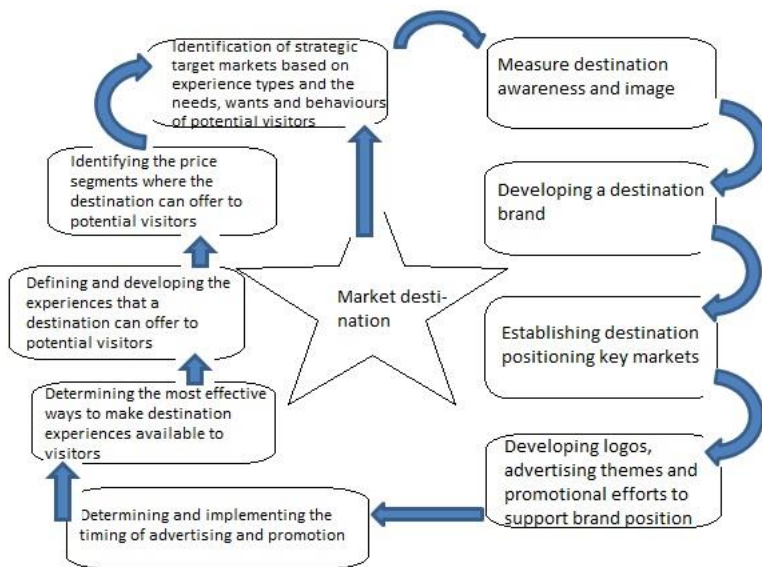 Identification of strategic
target markets based on
experience types and the
needs, wants and behaviours
of potential visitors
Measure destination
awareness and image
Developing a destination
brand
Establishing destination
positioning key markets
Developing logos,
advertising themes and
promotional efforts to
support brand position
Determining and implementing the
timing of advertising and promotion
Determining the most effective
ways to make destination
experiences available to
visitors
Defining and developing the
experiences that a
destination can offer to
potential visitors
Identifying the price
segments where the
destination can offer to
potential visitors
Market desti-
nation